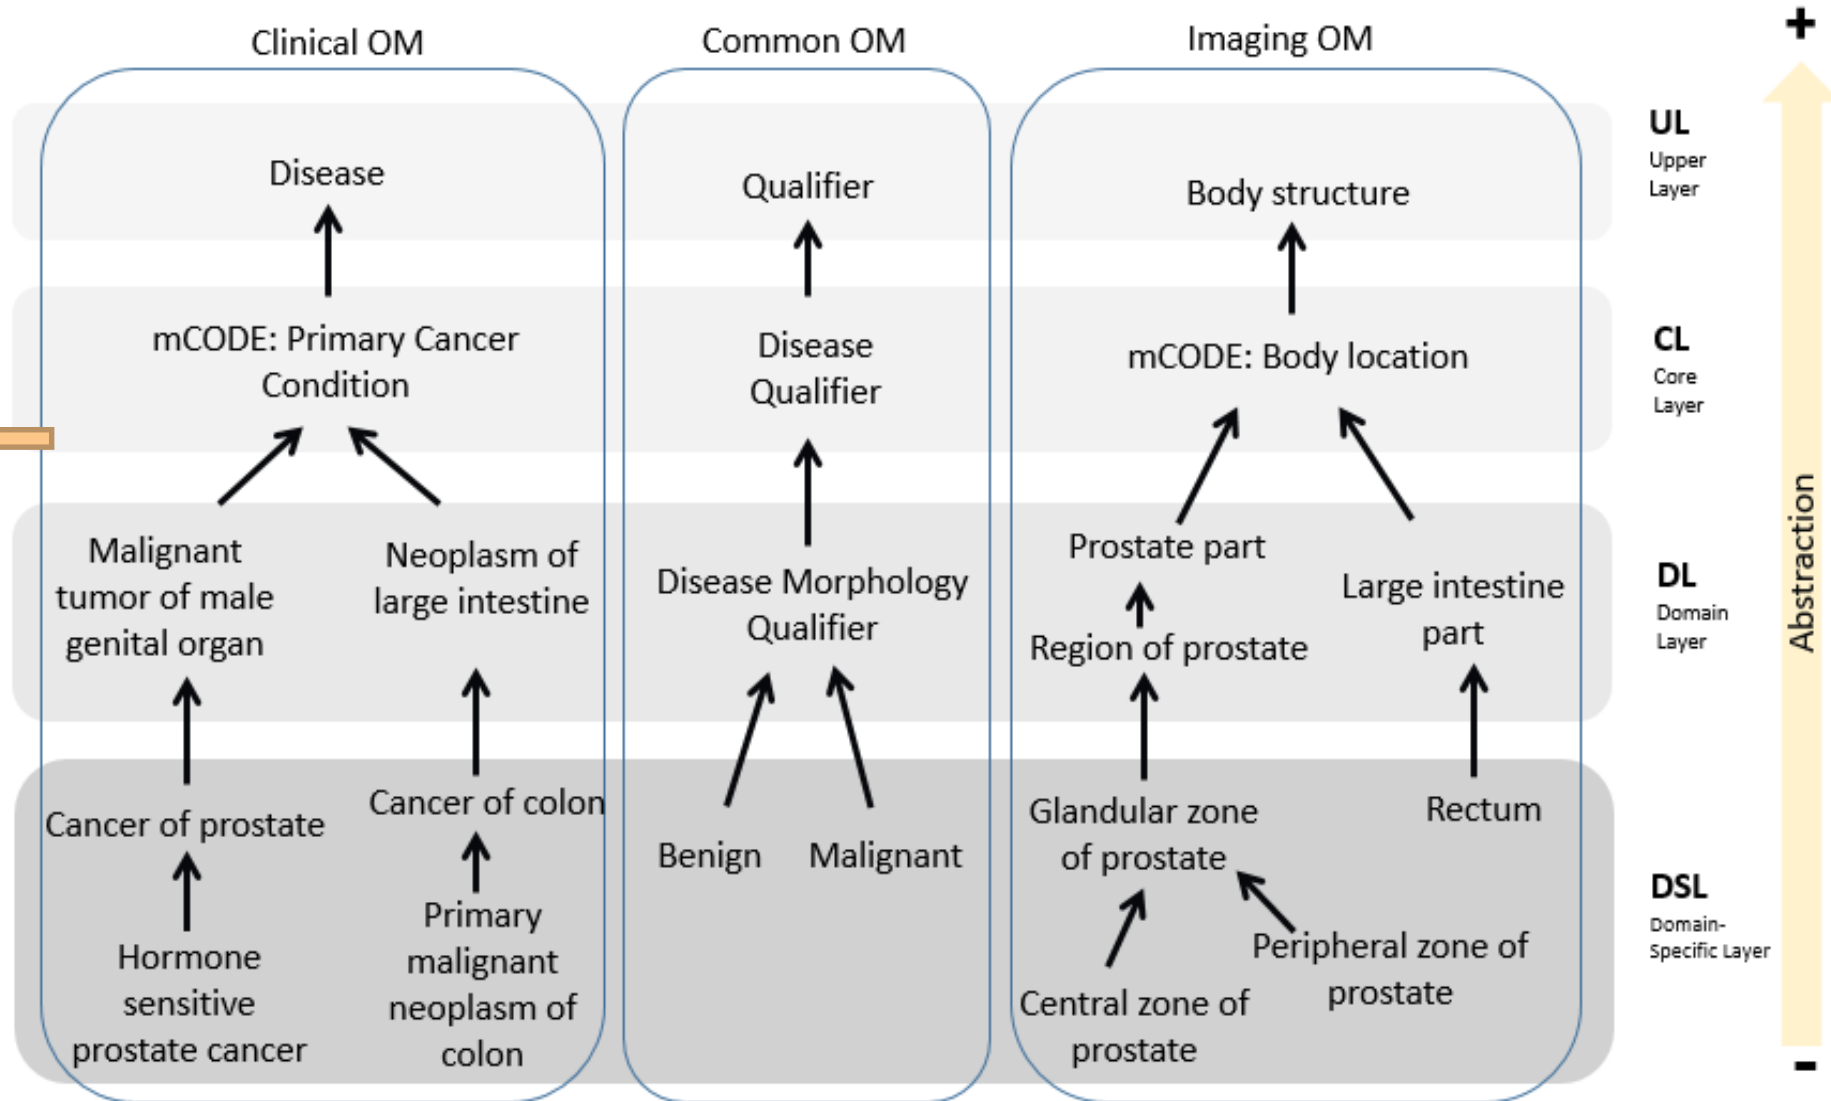 Clinical OM
Common OM
Imaging OM
+
UL
Upper
Layer
Disease
Qualifier
Body structure
mCODE: Primary Cancer
Condition
Disease
Qualifier
mCODE: Body location
CL
Core
Layer
Malignant
tumor of male
genital organ
Neoplasm of
large intestine
Disease Morphology
Qualifier
Prostate part
Region of prostate
Large intestine
part
DL
Domain
Layer
Abstraction
Cancer of prostate
Hormone
sensitive
prostate cancer
Cancer of colon
Primary
malignant
neoplasm of
colon
Benign
Malignant
Glandular zone
of prostate
Central zone of
prostate
Peripheral zone of
prostate
Rectum
DSL
Domain-
Specific Layer
-